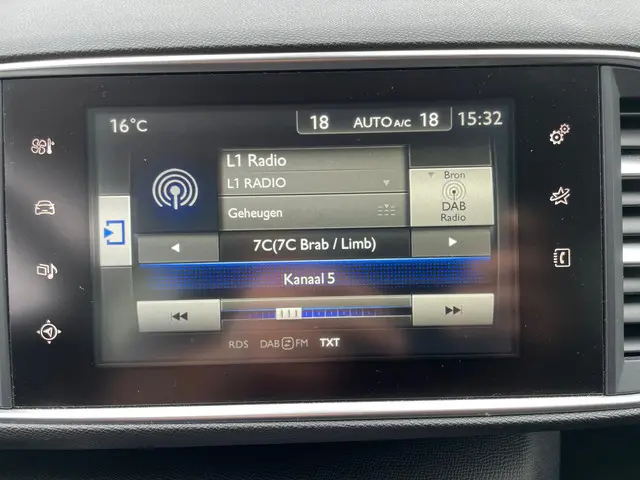 16°C 18 AUTO A/C 18 15:32
L1 Radio
L1 RADIO
Geheugen
Bron
DAB
Radio
7C(7C Brab / Limb)
Kanaal 5
RDS DAB FM TXT